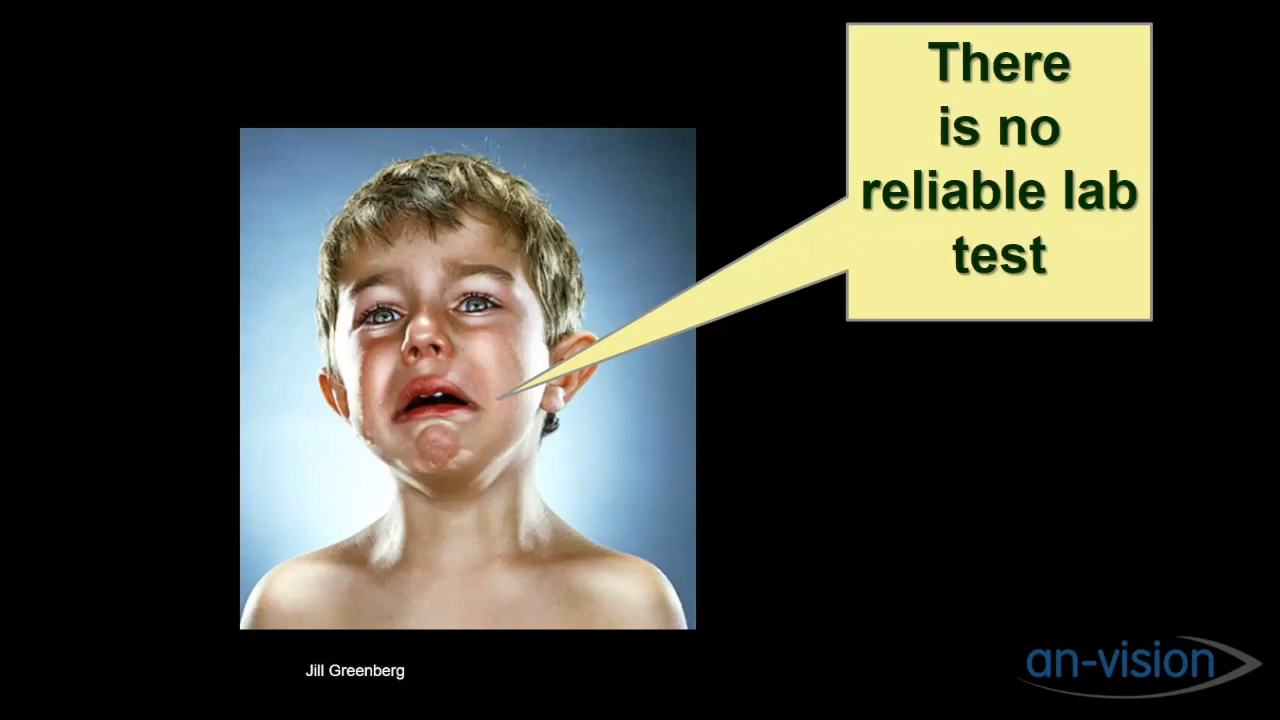 There
is no
reliable lab
test
Jill Greenberg
an-vision